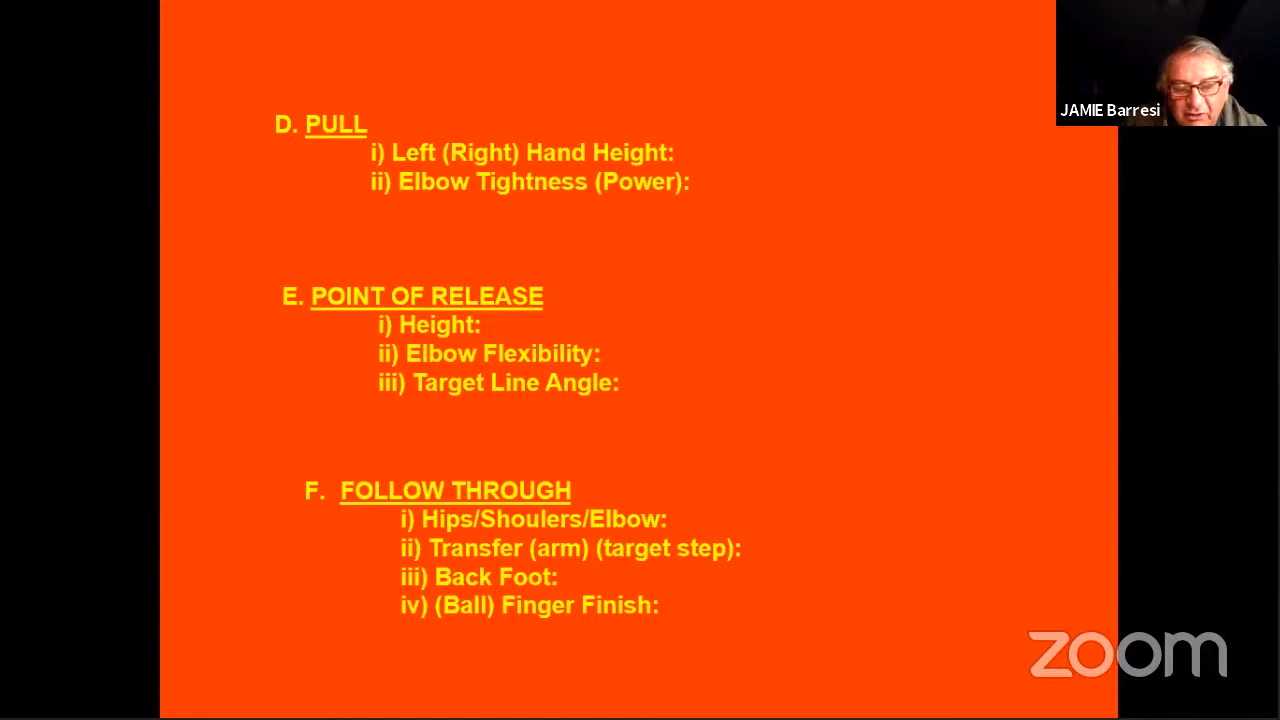 JAMIE Barresi
D. PULL
i) Left (Right) Hand Height:
ii) Elbow Tightness (Power):
E. POINT OF RELEASE
i) Height:
ii) Elbow Flexibility:
iii) Target Line Angle:
F. FOLLOW THROUGH
i) Hips/Shoulers/Elbow:
ii) Transfer (arm) (target step):
iii) Back Foot:
iv) (Ball) Finger Finish:
zoom